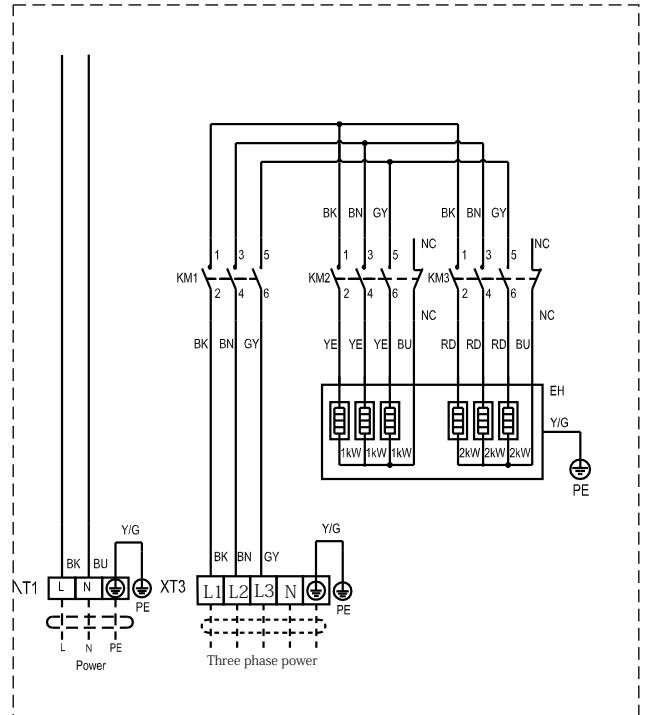 BK BN GY BK BN GY
NC NC
1 3 5 1 3 5 1 3 5
KM1 KM2 KM3
2 4 6 2 4 6 2 4 6
NC NC
BK BN GY YE YE YE BU RD RD RD BU
EH
Y/G
1kW 1kW 1kW 2kW 2kW 2kW
PE
Y/G Y/G
BK BU BK BN GY
L N XT3 L1 L2 L3 N
PE PE
L N PE
Three phase power
Power